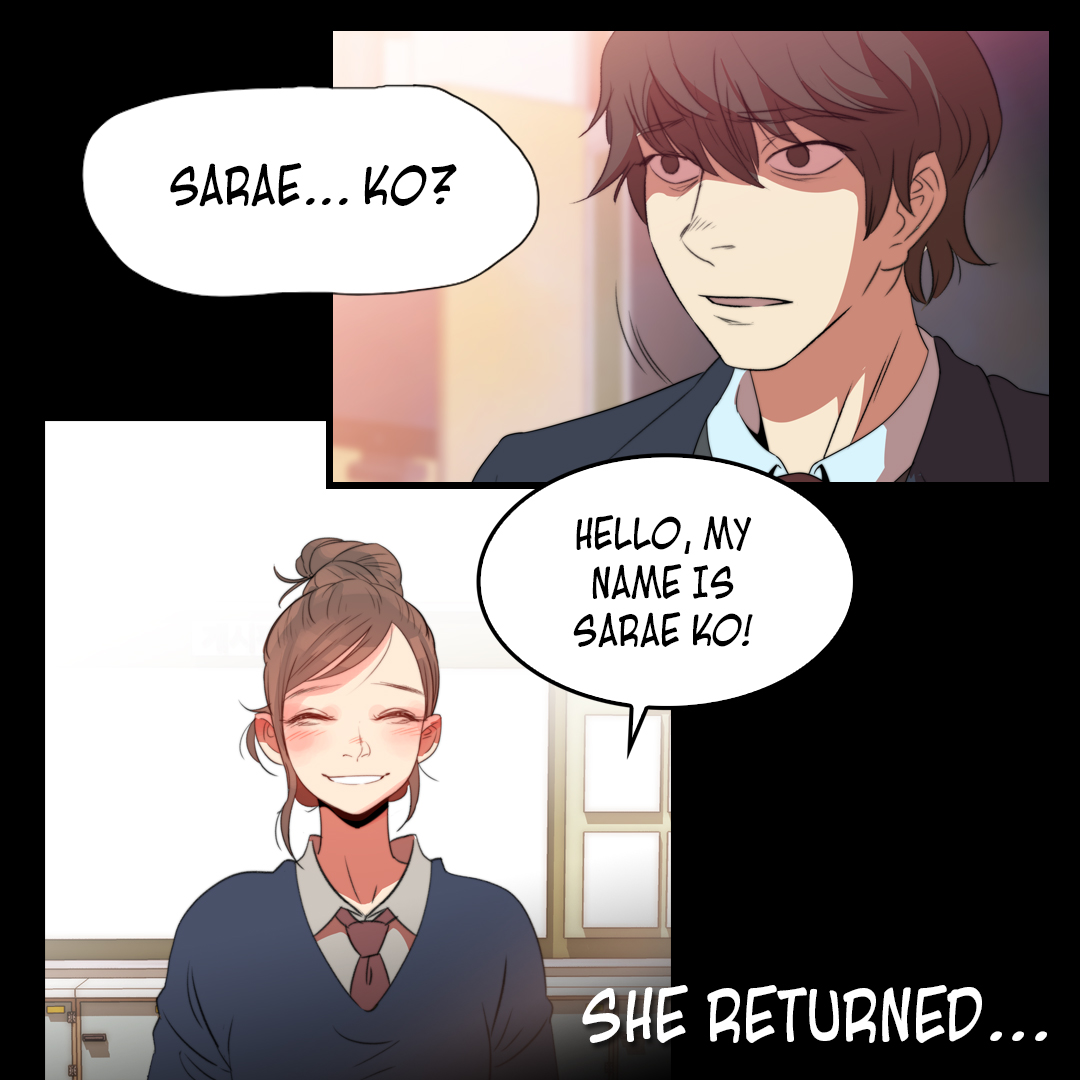 SARAE... KO?
HELLO, MY
NAME IS
SARAE KO!
SHE RETURNED...